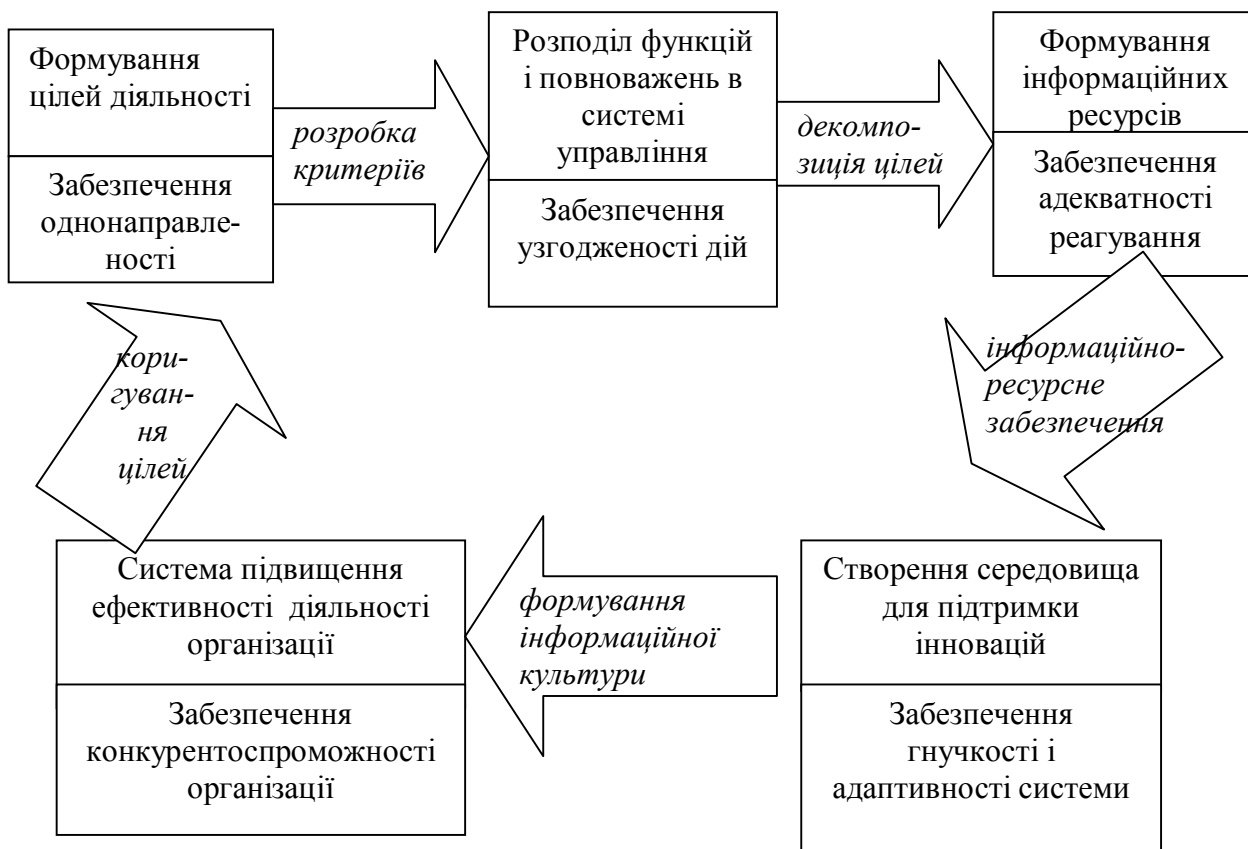 Формування
цілей діяльності
Забезпечення
однонаправле-
ності
розробка
критеріїв
Розподіл функцій
і повноважень в
системі
управління
Забезпечення
узгодженості дій
декомпо-
зиція цілей
Формування
інформаційних
ресурсів
Забезпечення
адекватності
реагування
інформаційно-
ресурсне
забезпечення
Створення середовища
для підтримки
інновацій
Забезпечення
гнучкості і
адаптивності системи
формування
інформаційної
культури
Система підвищення
ефективності діяльності
організації
Забезпечення
конкурентоспроможності
організації
кори-
гуван-
ня
цілей